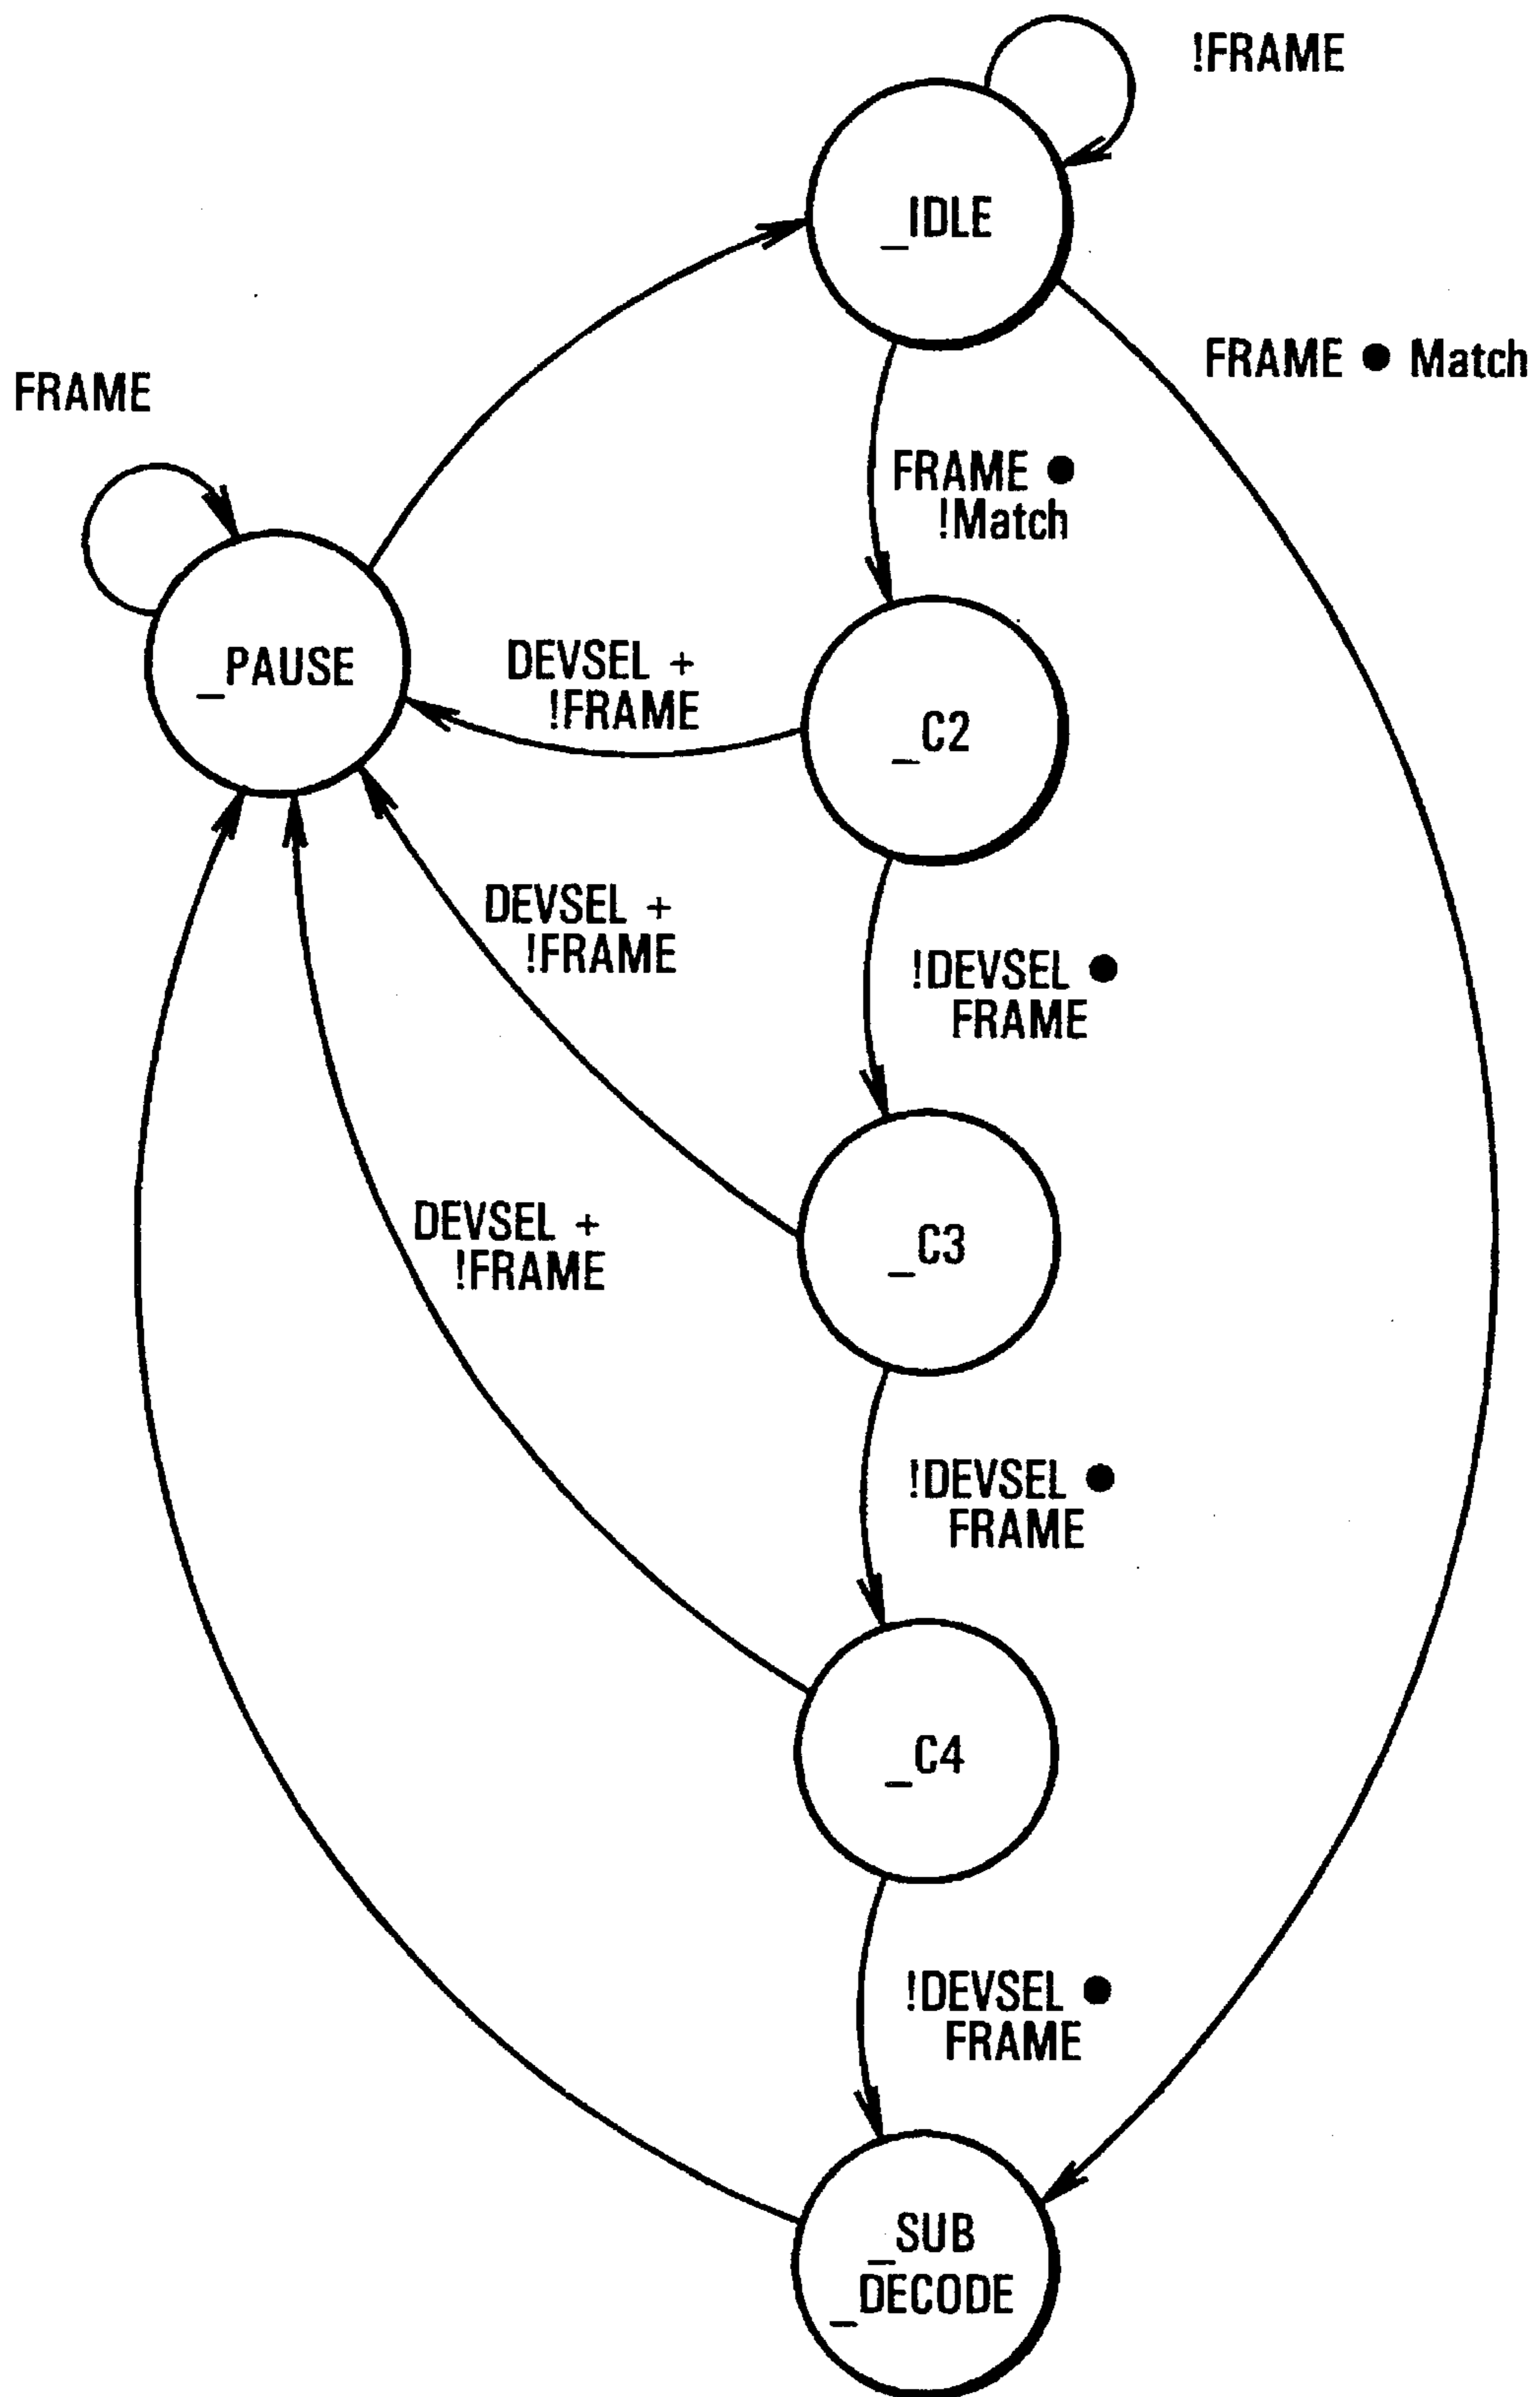 !FRAME
_IDLE
FRAME ● Match
FRAME
FRAME ●
!Match
_PAUSE
DEVSEL +
!FRAME
_C2
DEVSEL +
!FRAME
!DEVSEL ●
FRAME
DEVSEL +
!FRAME
_C3
!DEVSEL ●
FRAME
_C4
!DEVSEL ●
FRAME
_SUB
_DECODE